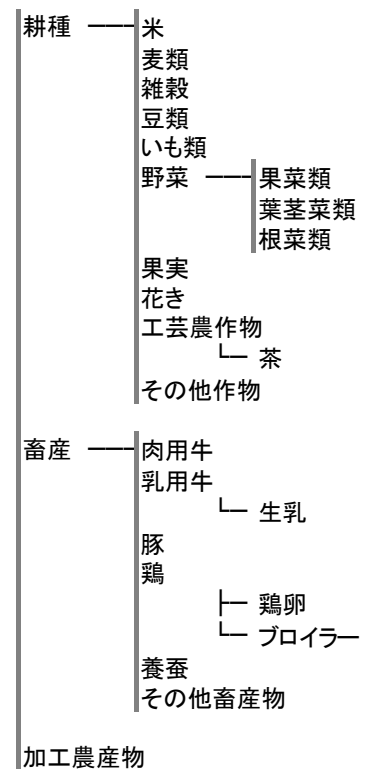 耕種 米
麦類
雑穀
豆類
いも類
野菜 果菜類
葉茎菜類
根菜類
果実
花き
工芸農作物
茶
その他作物
畜産 肉用牛
乳用牛
生乳
豚
鶏
鶏卵
ブロイラー
養蚕
その他畜産物
加工農産物